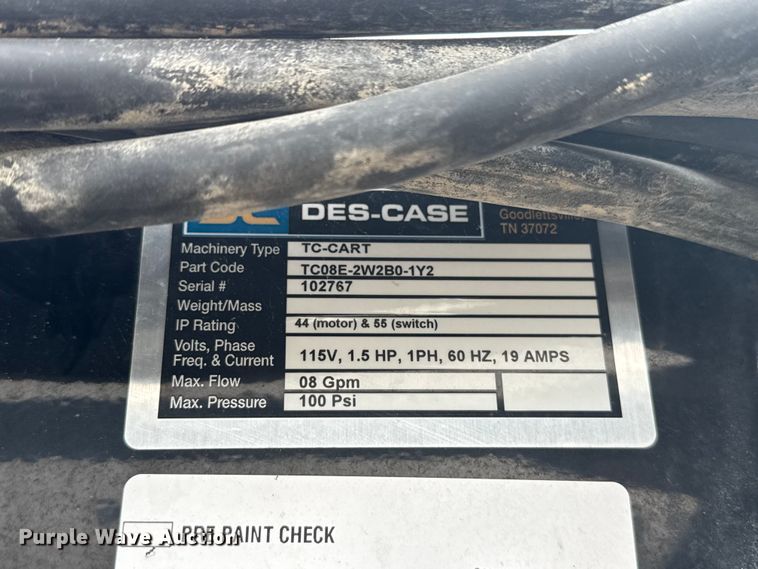 DES-CASE
Goodlettsville,
TN 37072
Machinery Type TC-CART
Part Code TC08E-2W2B0-1Y2
Serial # 102767
Weight/Mass
IP Rating 44 (motor) & 55 (switch)
Volts, Phase
Freq. & Current 115V, 1.5 HP, 1PH, 60 HZ, 19 AMPS
Max. Flow 08 Gpm
Max. Pressure 100 Psi
PRE PAINT CHECK
Purple Wave Auction